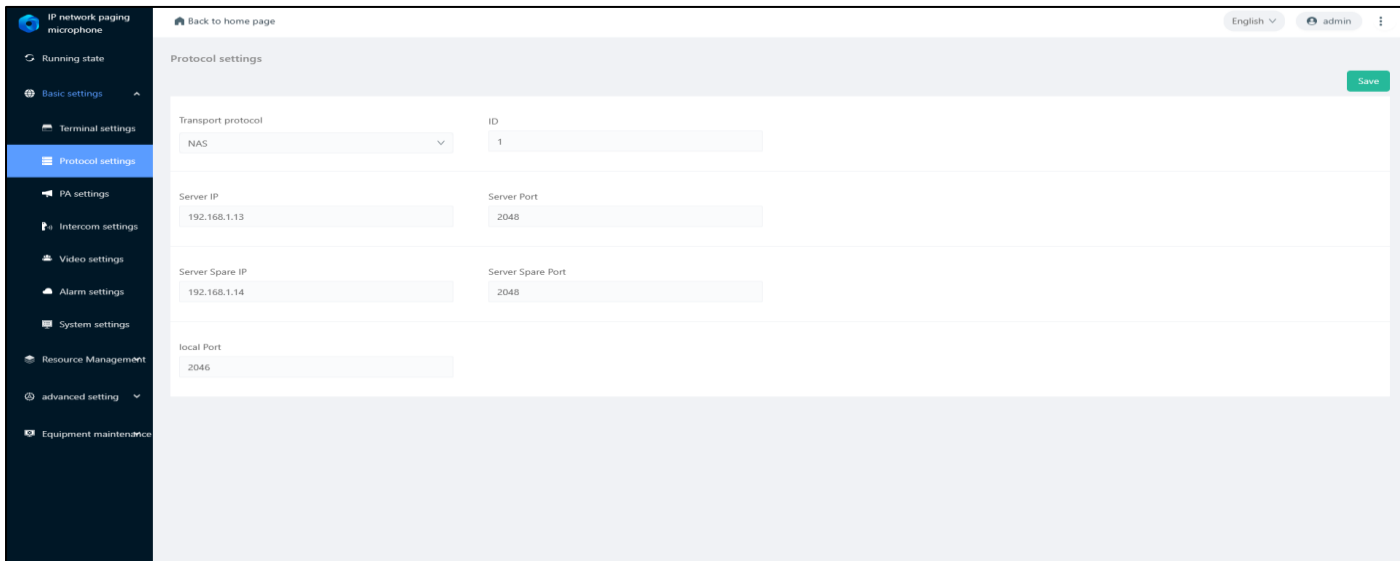 IP network paging
microphone
Back to home page
English
admin
Running state
Protocol settings
Basic settings
Save
Terminal settings
Transport protocol
ID
NAS
1
Protocol settings
PA settings
Server IP
Server Port
192.168.1.13
2048
Intercom settings
Video settings
Server Spare IP
Server Spare Port
Alarm settings
192.168.1.14
2048
System settings
local Port
Resource Management
2046
advanced setting
Equipment maintenance